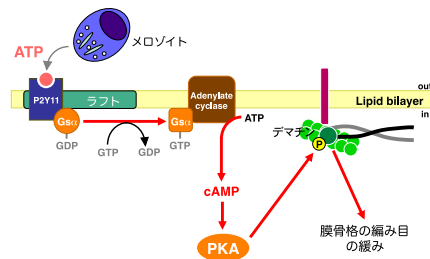 メロゾイト
ATP
P2Y11
ラフト
Adenylate
cyclase
out
Lipid bilayer
in
Gsα
Gsα
GDP
GTP
GDP
GTP
ATP
デマチン
P
cAMP
PKA
膜骨格の編み目
の緩み